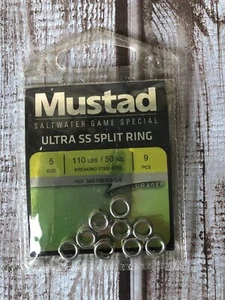 Mustad
SALTWATER GAME SPECIAL
ULTRA SS SPLIT RING
5 110 LBS / 50 KG 9
SIZE BREAKING STRENGTH PCS